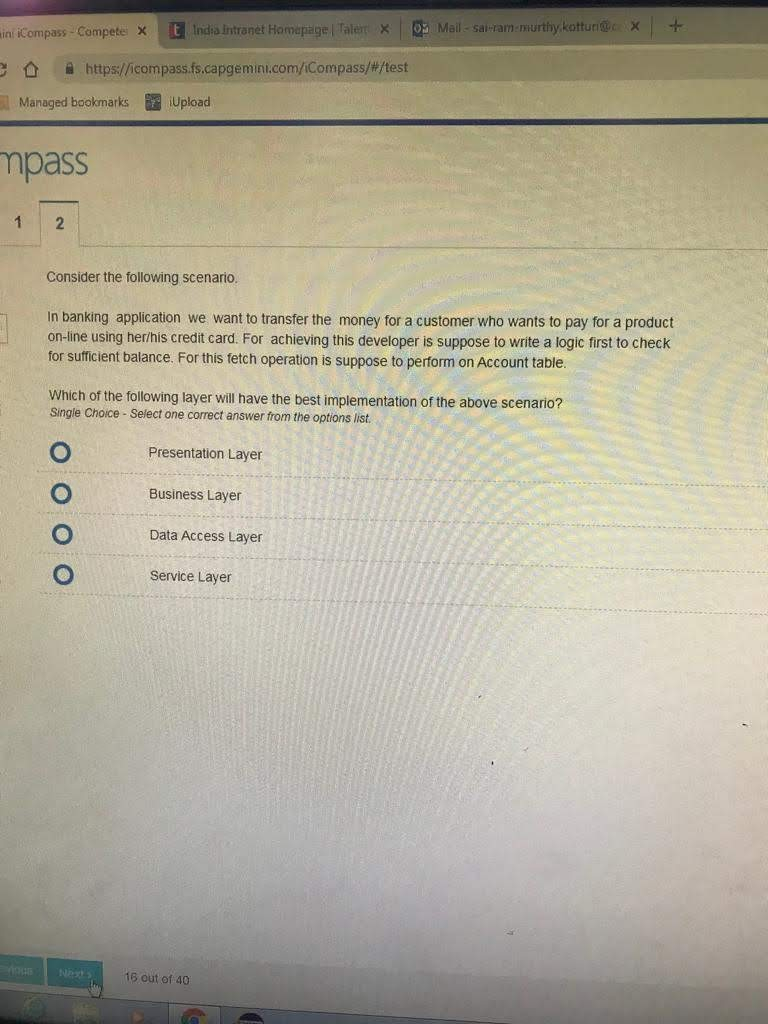 ini iCompass - Compete X India Intranet Homepage | Talent X Mail - sai-ram-murthy.kotturi@c X +
https://icompass.fs.capgemini.com/iCompass/#/test
Managed bookmarks iUpload
mpass
1 2
Consider the following scenario.
In banking application we want to transfer the money for a customer who wants to pay for a product
on-line using her/his credit card. For achieving this developer is suppose to write a logic first to check
for sufficient balance. For this fetch operation is suppose to perform on Account table.
Which of the following layer will have the best implementation of the above scenario?
Single Choice - Select one correct answer from the options list.
Presentation Layer
Business Layer
Data Access Layer
Service Layer
evious Next > 16 out of 40